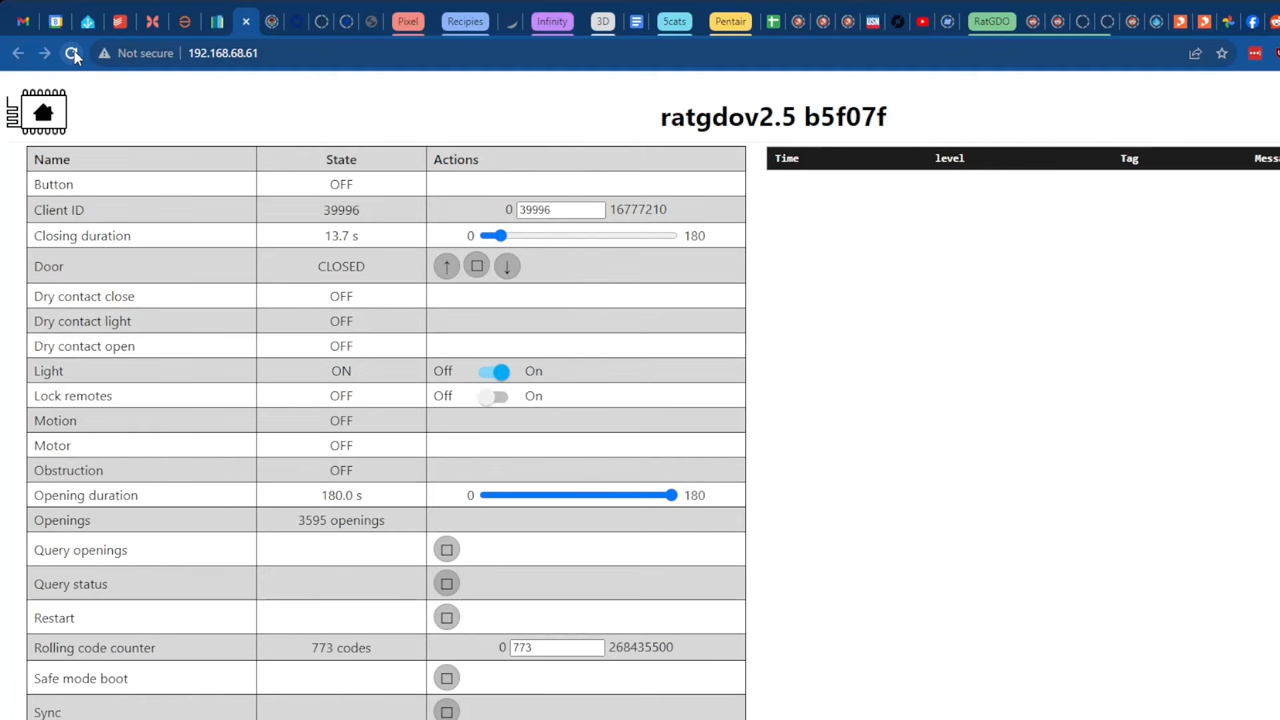 Pixel Recipies Infinity 3D Scats Pentair USN RatGDO
Not secure 192.168.68.61
ratgdov2.5 b5f07f
Name State Actions
Time level Tag
Button OFF
Client ID 39996 0 39996 16777210
Closing duration 13.7 s 0 180
Door CLOSED ↑ ↓
Dry contact close OFF
Dry contact light OFF
Dry contact open OFF
Light ON Off On
Lock remotes OFF Off On
Motion OFF
Motor OFF
Obstruction OFF
Opening duration 180.0 s 0 180
Openings 3595 openings
Query openings
Query status
Restart
Rolling code counter 773 codes 0 773 268435500
Safe mode boot
Sync